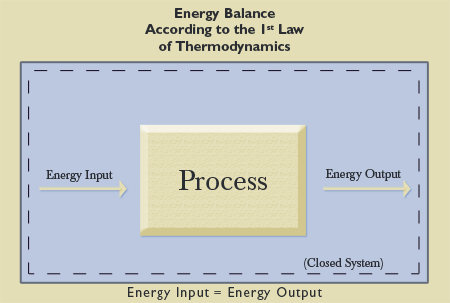 Energy Balance
According to the 1st Law
of Thermodynamics
Energy Input
Process
Energy Output
(Closed System)
Energy Input = Energy Output